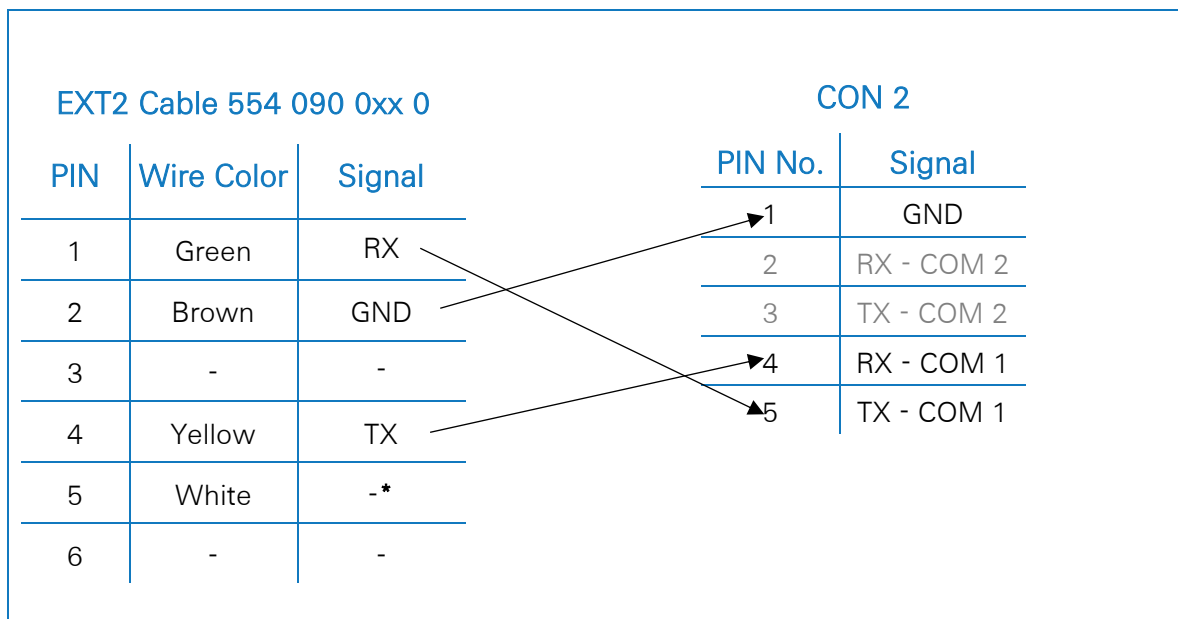 EXT2 Cable 554 090 0xx 0
PIN Wire Color Signal
1 Green RX
2 Brown GND
3 - -
4 Yellow TX
5 White -*
6 - -
CON 2
PIN No. Signal
1 GND
2 RX - COM 2
3 TX - COM 2
4 RX - COM 1
5 TX - COM 1